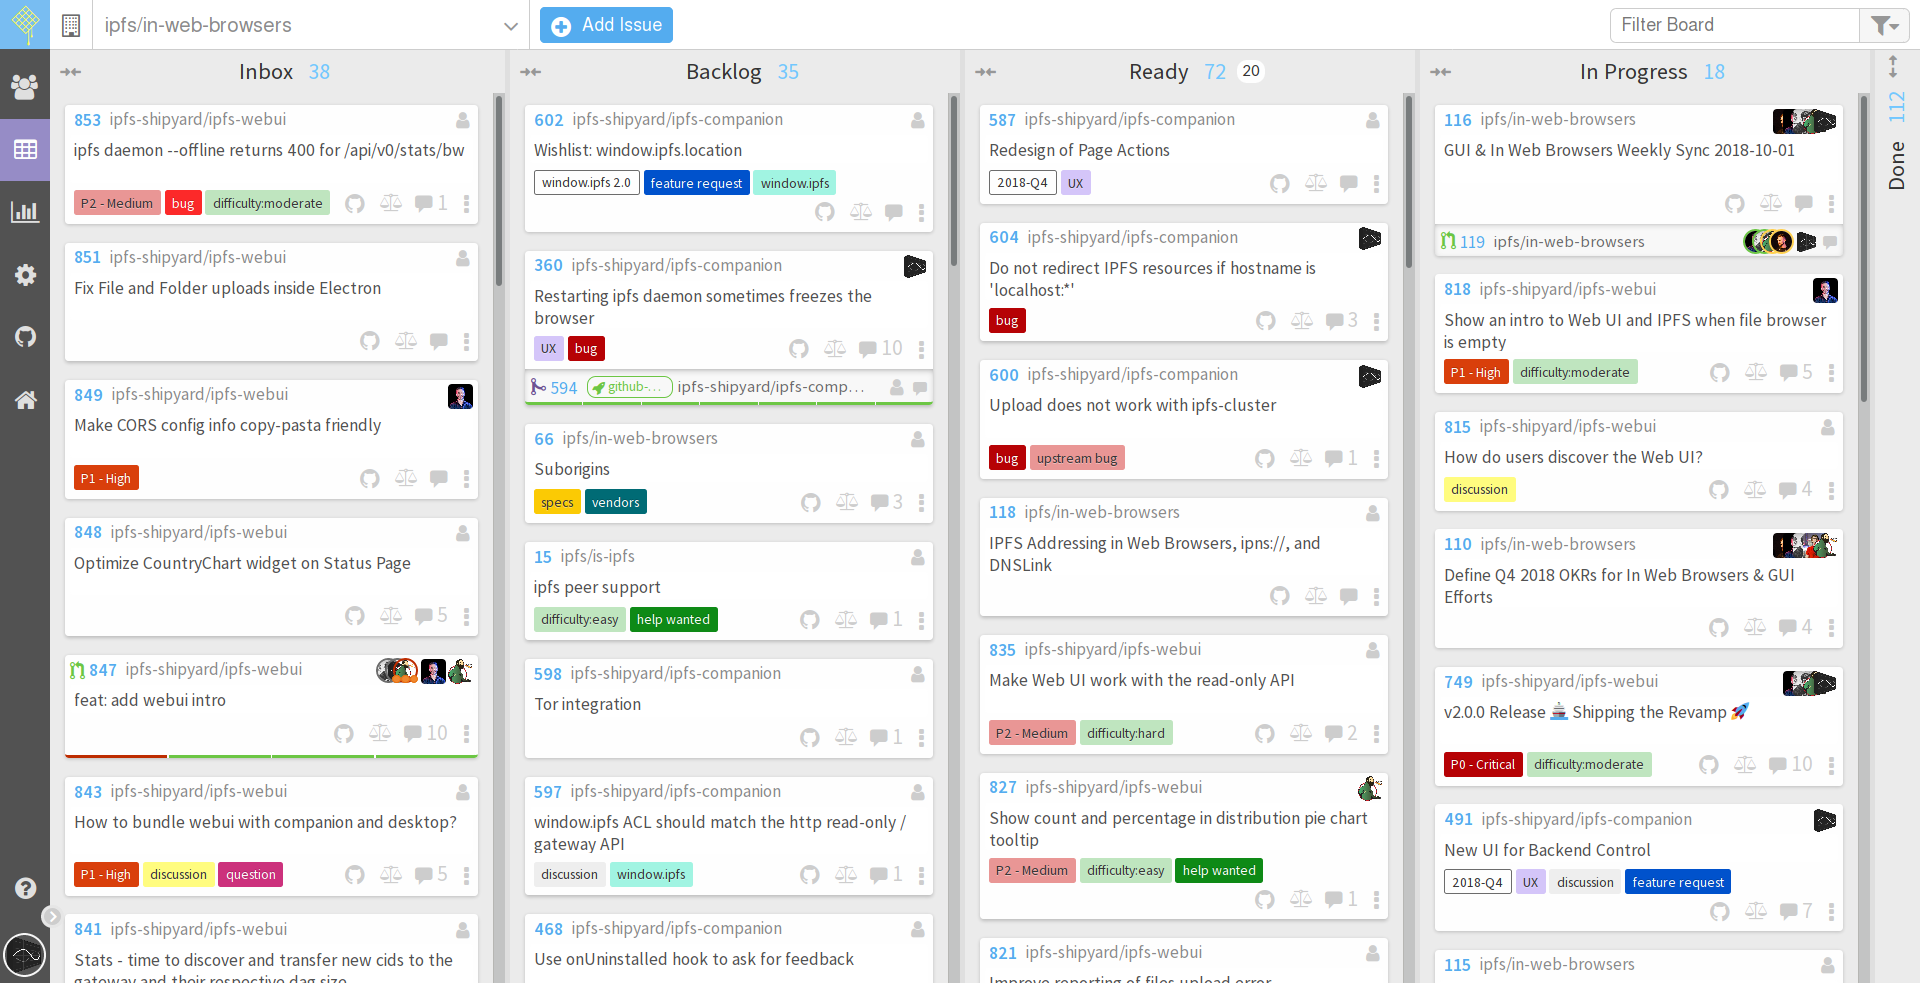 ipfs/in-web-browsers
Add Issue
Filter Board
Inbox 38
853 ipfs-shipyard/ipfs-webui
ipfs daemon --offline returns 400 for /api/v0/stats/bw
P2 - Medium bug difficulty:moderate 1
851 ipfs-shipyard/ipfs-webui
Fix File and Folder uploads inside Electron
849 ipfs-shipyard/ipfs-webui
Make CORS config info copy-pasta friendly
P1 - High
848 ipfs-shipyard/ipfs-webui
Optimize CountryChart widget on Status Page
5
847 ipfs-shipyard/ipfs-webui
feat: add webui intro
10
843 ipfs-shipyard/ipfs-webui
How to bundle webui with companion and desktop?
P1 - High discussion question 5
841 ipfs-shipyard/ipfs-webui
Stats - time to discover and transfer new cids to the
gateway and their respective dag size
Backlog 35
602 ipfs-shipyard/ipfs-companion
Wishlist: window.ipfs.location
window.ipfs 2.0 feature request window.ipfs
360 ipfs-shipyard/ipfs-companion
Restarting ipfs daemon sometimes freezes the
browser
UX bug 10
594 github-... ipfs-shipyard/ipfs-comp...
66 ipfs/in-web-browsers
Suborigins
specs vendors 3
15 ipfs/is-ipfs
ipfs peer support
difficulty:easy help wanted 1
598 ipfs-shipyard/ipfs-companion
Tor integration
1
597 ipfs-shipyard/ipfs-companion
window.ipfs ACL should match the http read-only /
gateway API
discussion window.ipfs 1
468 ipfs-shipyard/ipfs-companion
Use onUninstalled hook to ask for feedback
Ready 72 20
587 ipfs-shipyard/ipfs-companion
Redesign of Page Actions
2018-Q4 UX
604 ipfs-shipyard/ipfs-companion
Do not redirect IPFS resources if hostname is
'localhost:*'
bug 3
600 ipfs-shipyard/ipfs-companion
Upload does not work with ipfs-cluster
bug upstream bug 1
118 ipfs/in-web-browsers
IPFS Addressing in Web Browsers, ipns://, and
DNSLink
835 ipfs-shipyard/ipfs-webui
Make Web UI work with the read-only API
P2 - Medium difficulty:hard 2
827 ipfs-shipyard/ipfs-webui
Show count and percentage in distribution pie chart
tooltip
P2 - Medium difficulty:easy help wanted
1
821 ipfs-shipyard/ipfs-webui
Improve reporting of files upload error
In Progress 18
116 ipfs/in-web-browsers
GUI & In Web Browsers Weekly Sync 2018-10-01
119 ipfs/in-web-browsers
818 ipfs-shipyard/ipfs-webui
Show an intro to Web UI and IPFS when file browser
is empty
P1 - High difficulty:moderate 5
815 ipfs-shipyard/ipfs-webui
How do users discover the Web UI?
discussion 4
110 ipfs/in-web-browsers
Define Q4 2018 OKRs for In Web Browsers & GUI
Efforts
4
749 ipfs-shipyard/ipfs-webui
v2.0.0 Release 🚢 Shipping the Revamp 🚀
P0 - Critical difficulty:moderate 10
491 ipfs-shipyard/ipfs-companion
New UI for Backend Control
2018-Q4 UX discussion feature request
7
115 ipfs/in-web-browsers
Done 112